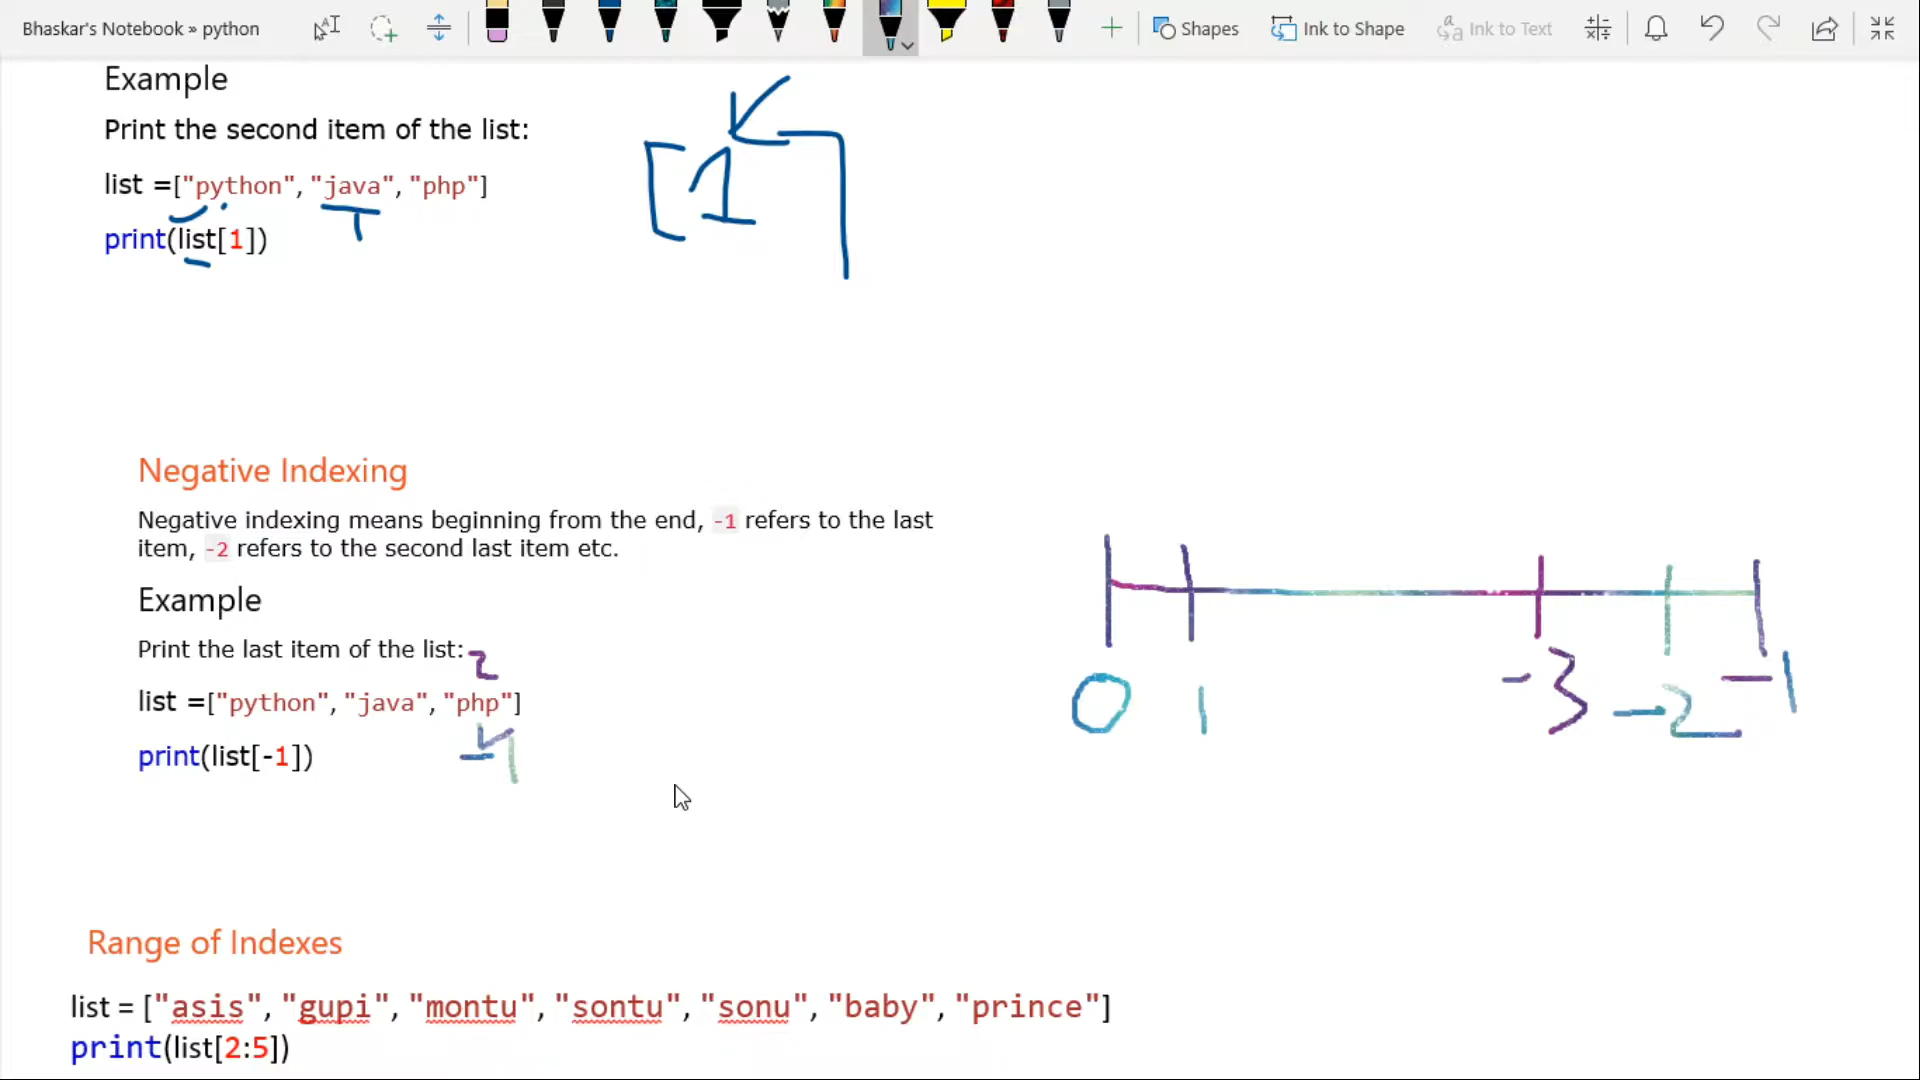 Bhaskar's Notebook » python
Shapes
Ink to Shape
Ink to Text
Example
Print the second item of the list:
list =["python", "java", "php"]
print(list[1])
[1
Negative Indexing
Negative indexing means beginning from the end, -1 refers to the last
item, -2 refers to the second last item etc.
Example
Print the last item of the list:
2
list =["python", "java", "php"]
print(list[-1])
0 1 -3 -2 -1
Range of Indexes
list = ["asis", "gupi", "montu", "sontu", "sonu", "baby", "prince"]
print(list[2:5])